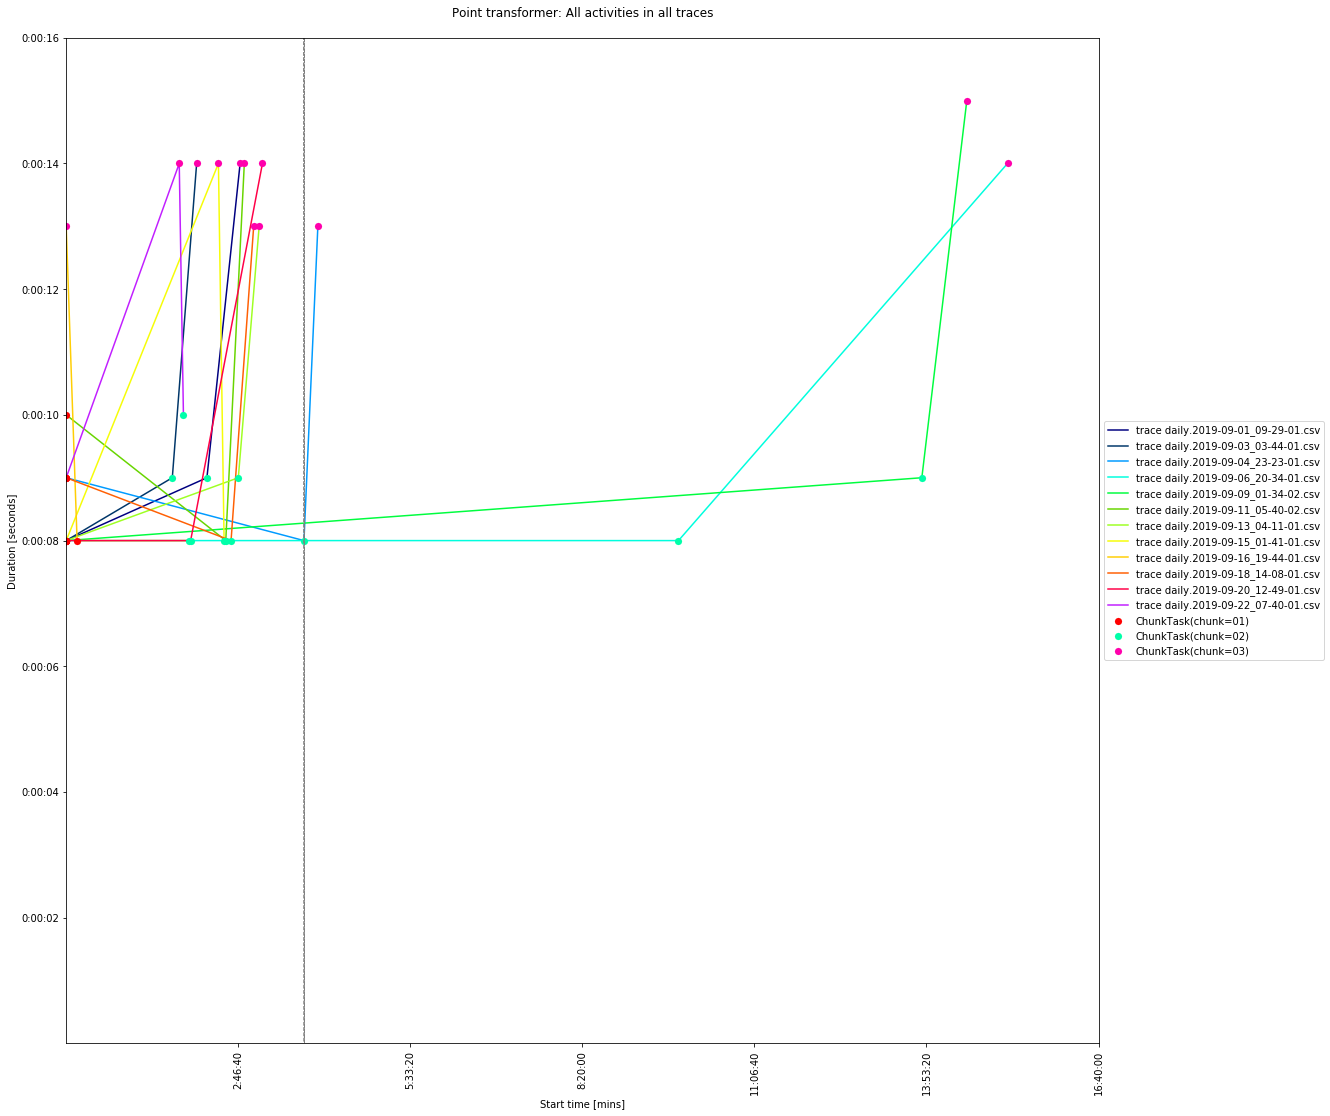 Point transformer: All activities in all traces
0:00:16
0:00:14
0:00:12
0:00:10
0:00:08
0:00:06
0:00:04
0:00:02
Duration [seconds]
2:46:40
5:33:20
8:20:00
11:06:40
13:53:20
16:40:00
Start time [mins]
trace daily.2019-09-01_09-29-01.csv
trace daily.2019-09-03_03-44-01.csv
trace daily.2019-09-04_23-23-01.csv
trace daily.2019-09-06_20-34-01.csv
trace daily.2019-09-09_01-34-02.csv
trace daily.2019-09-11_05-40-02.csv
trace daily.2019-09-13_04-11-01.csv
trace daily.2019-09-15_01-41-01.csv
trace daily.2019-09-16_19-44-01.csv
trace daily.2019-09-18_14-08-01.csv
trace daily.2019-09-20_12-49-01.csv
trace daily.2019-09-22_07-40-01.csv
ChunkTask(chunk=01)
ChunkTask(chunk=02)
ChunkTask(chunk=03)